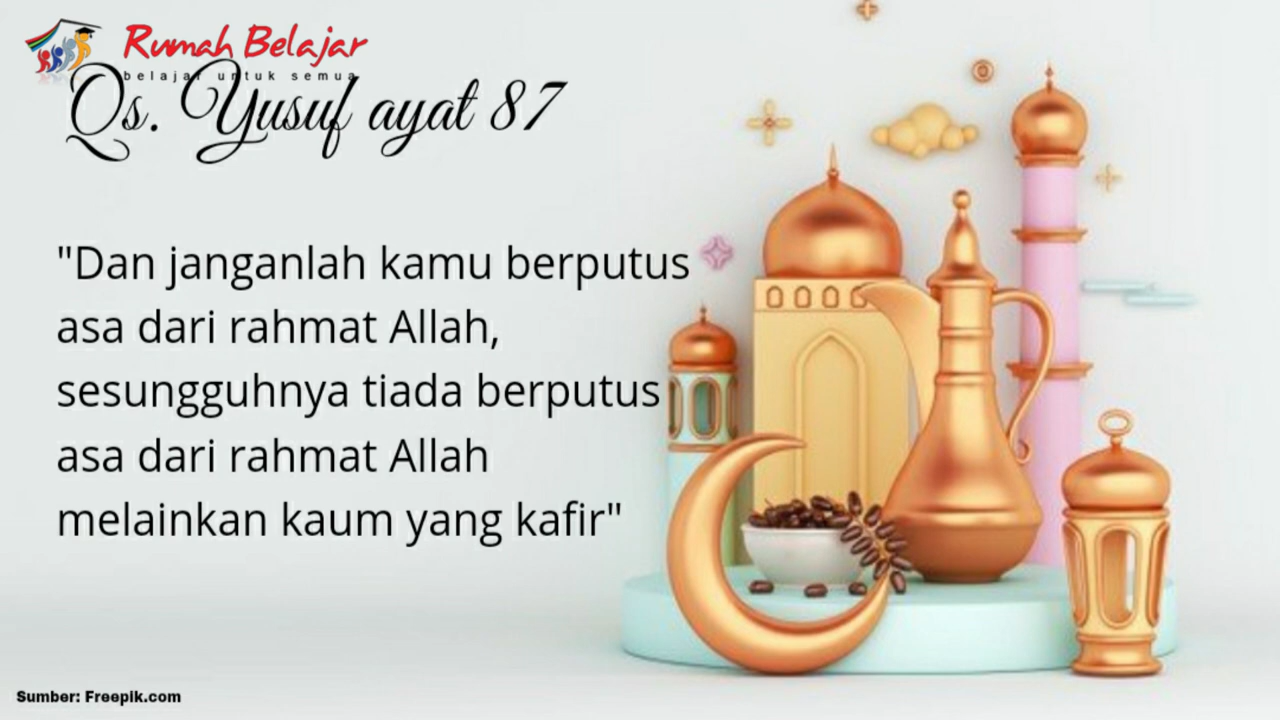 Rumah Belajar
belajar untuk semua
Qs. Yusuf ayat 87
"Dan janganlah kamu berputus
asa dari rahmat Allah,
sesungguhnya tiada berputus
asa dari rahmat Allah
melainkan kaum yang kafir"
Sumber: Freepik.com